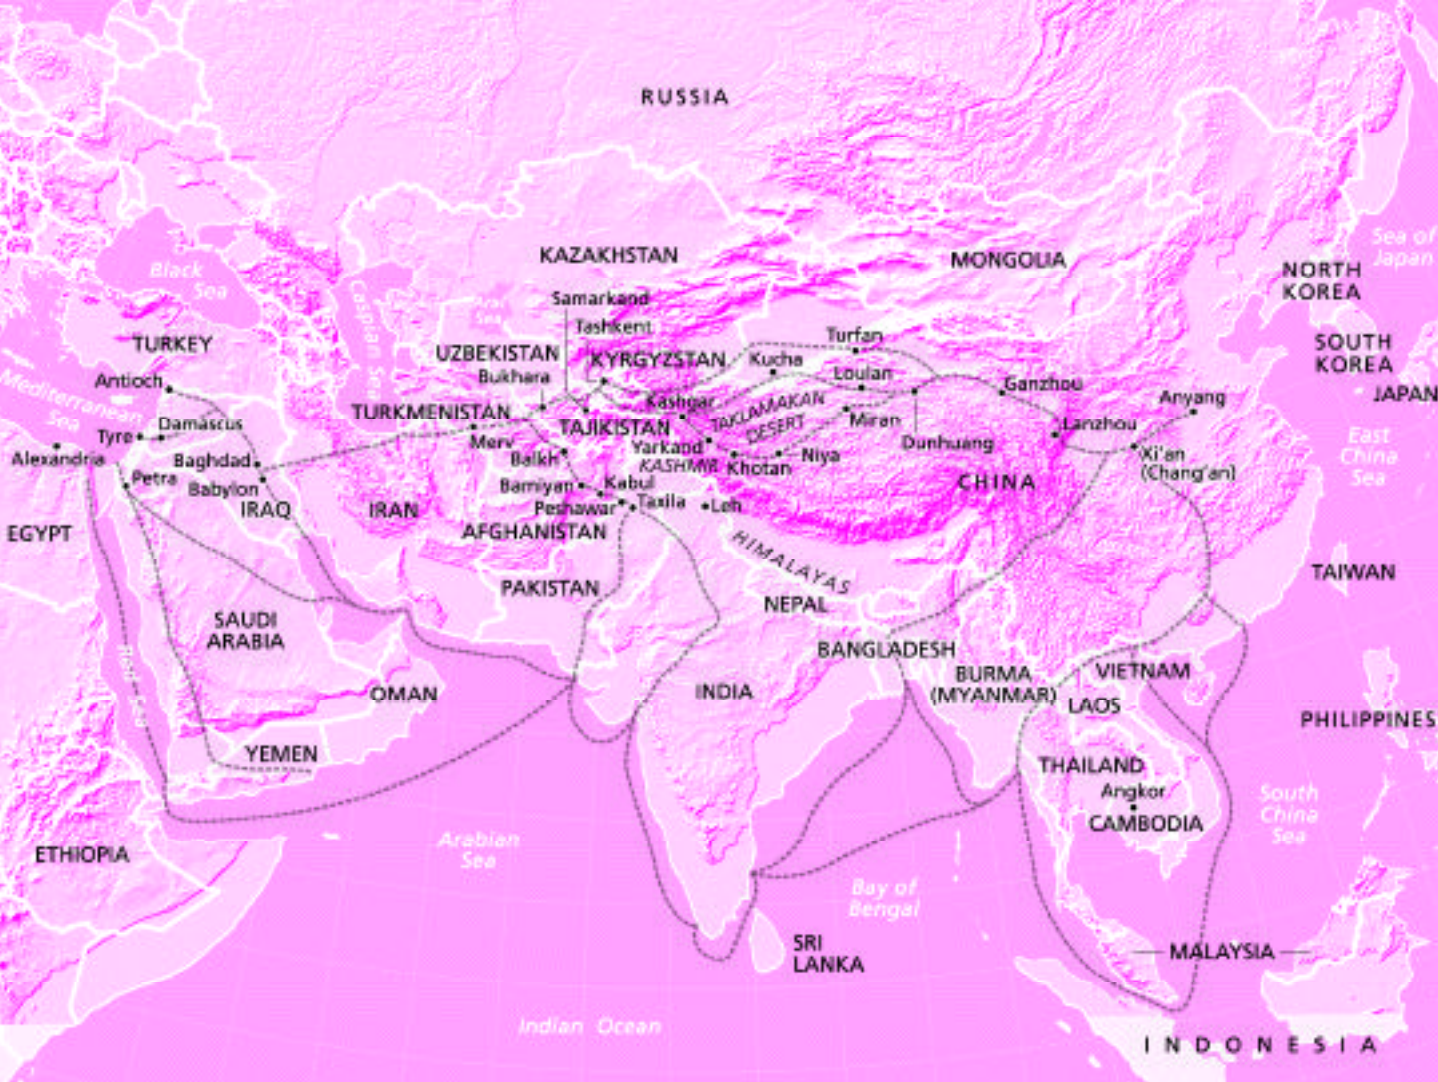 RUSSIA
KAZAKHSTAN
MONGOLIA
Sea of
Japan
NORTH
KOREA
Black
Sea
Caspian Sea
Aral
Sea
Samarkand
Tashkent
SOUTH
KOREA
TURKEY
UZBEKISTAN
KYRGYZSTAN
Turfan
Kucha
Bukhara
Loulan
Antioch
Ganzhou
JAPAN
Mediterranean
Sea
TURKMENISTAN
Kashgar
TAKLAMAKAN
DESERT
Anyang
Damascus
Tyre
TAJIKISTAN
Miran
Lanzhou
Merv
Yarkand
Dunhuang
East
China
Sea
Alexandria
Baghdad
Balkh
KASHMIR
Khotan
Niya
Ki'an
(Chang'an)
Petra
Babylon
Bamiyan
Kabul
CHINA
IRAQ
IRAN
Peshawar
Taxila
Leh
EGYPT
AFGHANISTAN
HIMALAYAS
TAIWAN
PAKISTAN
NEPAL
SAUDI
ARABIA
BANGLADESH
Red Sea
OMAN
INDIA
BURMA
(MYANMAR)
VIETNAM
LAOS
PHILIPPINES
YEMEN
THAILAND
Angkor
CAMBODIA
South
China
Sea
ETHIOPIA
Arabian
Sea
Bay of
Bengal
SRI
LANKA
MALAYSIA
Indian Ocean
INDONESIA